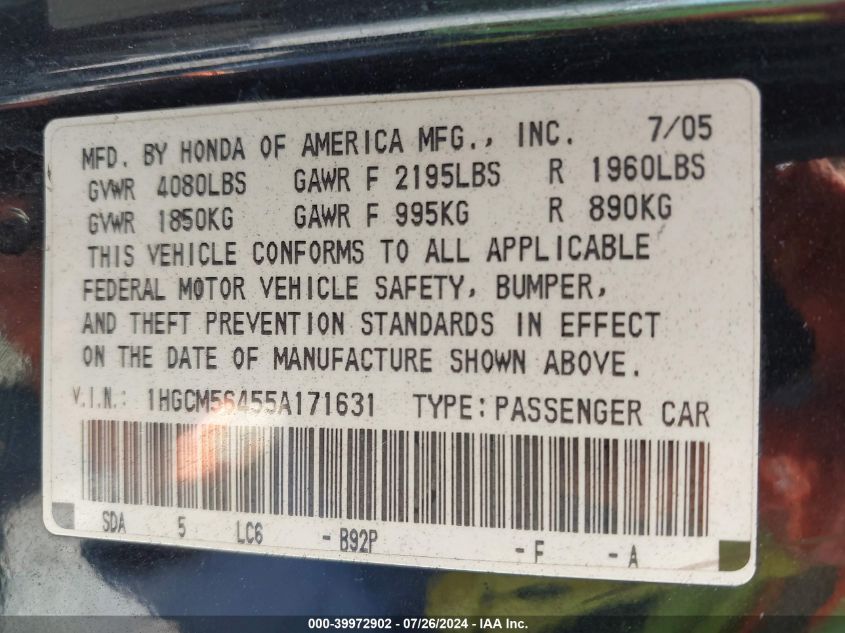 MFD. BY HONDA OF AMERICA MFG., INC. 7/05
GVWR 4080LBS GAWR F 2195LBS R 1960LBS
GVWR 1850KG GAWR F 995KG R 890KG
THIS VEHICLE CONFORMS TO ALL APPLICABLE
FEDERAL MOTOR VEHICLE SAFETY, BUMPER,
AND THEFT PREVENTION STANDARDS IN EFFECT
ON THE DATE OF MANUFACTURE SHOWN ABOVE.
V.I.N.: 1HGCM56455A171631 TYPE:PASSENGER CAR
SDA 5 LC6 - B92P - F - A
000-39972902 - 07/26/2024 - IAA Inc.